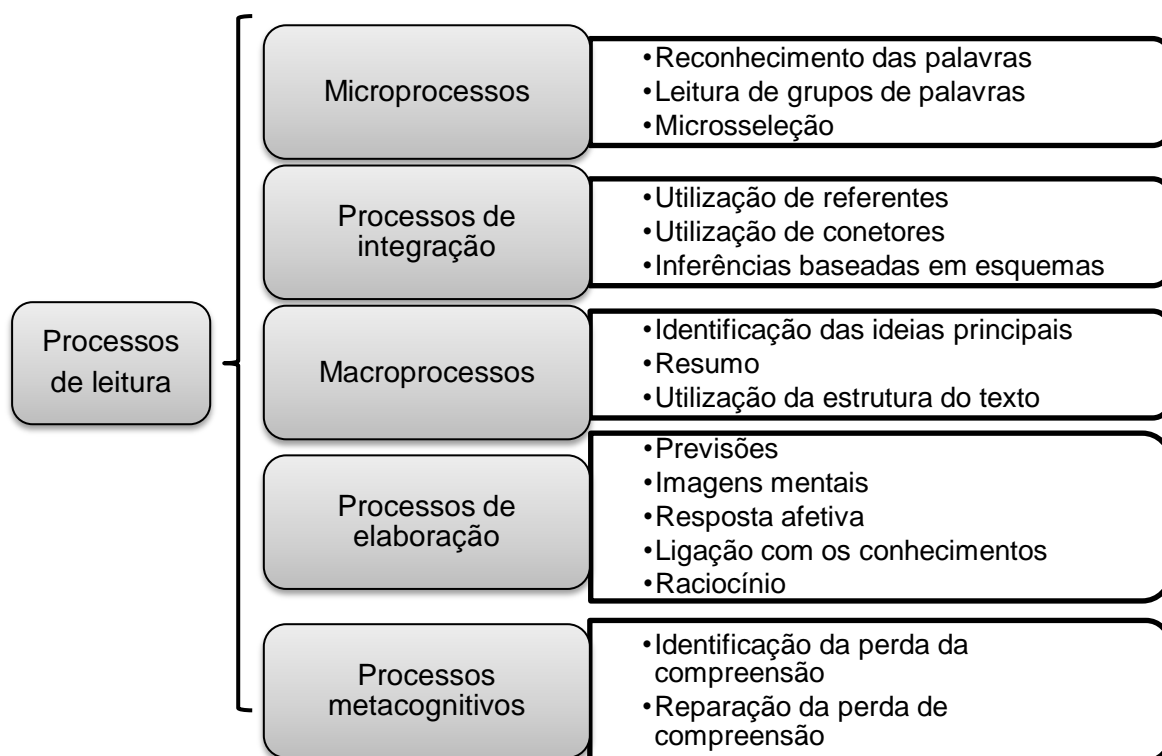 Processos
de leitura
Microprocessos
•Reconhecimento das palavras
•Leitura de grupos de palavras
•Microsseleção
Processos de
integração
•Utilização de referentes
•Utilização de conetores
•Inferências baseadas em esquemas
Macroprocessos
•Identificação das ideias principais
•Resumo
•Utilização da estrutura do texto
Processos de
elaboração
•Previsões
•Imagens mentais
•Resposta afetiva
•Ligação com os conhecimentos
•Raciocínio
Processos
metacognitivos
•Identificação da perda da
compreensão
•Reparação da perda de
compreensão